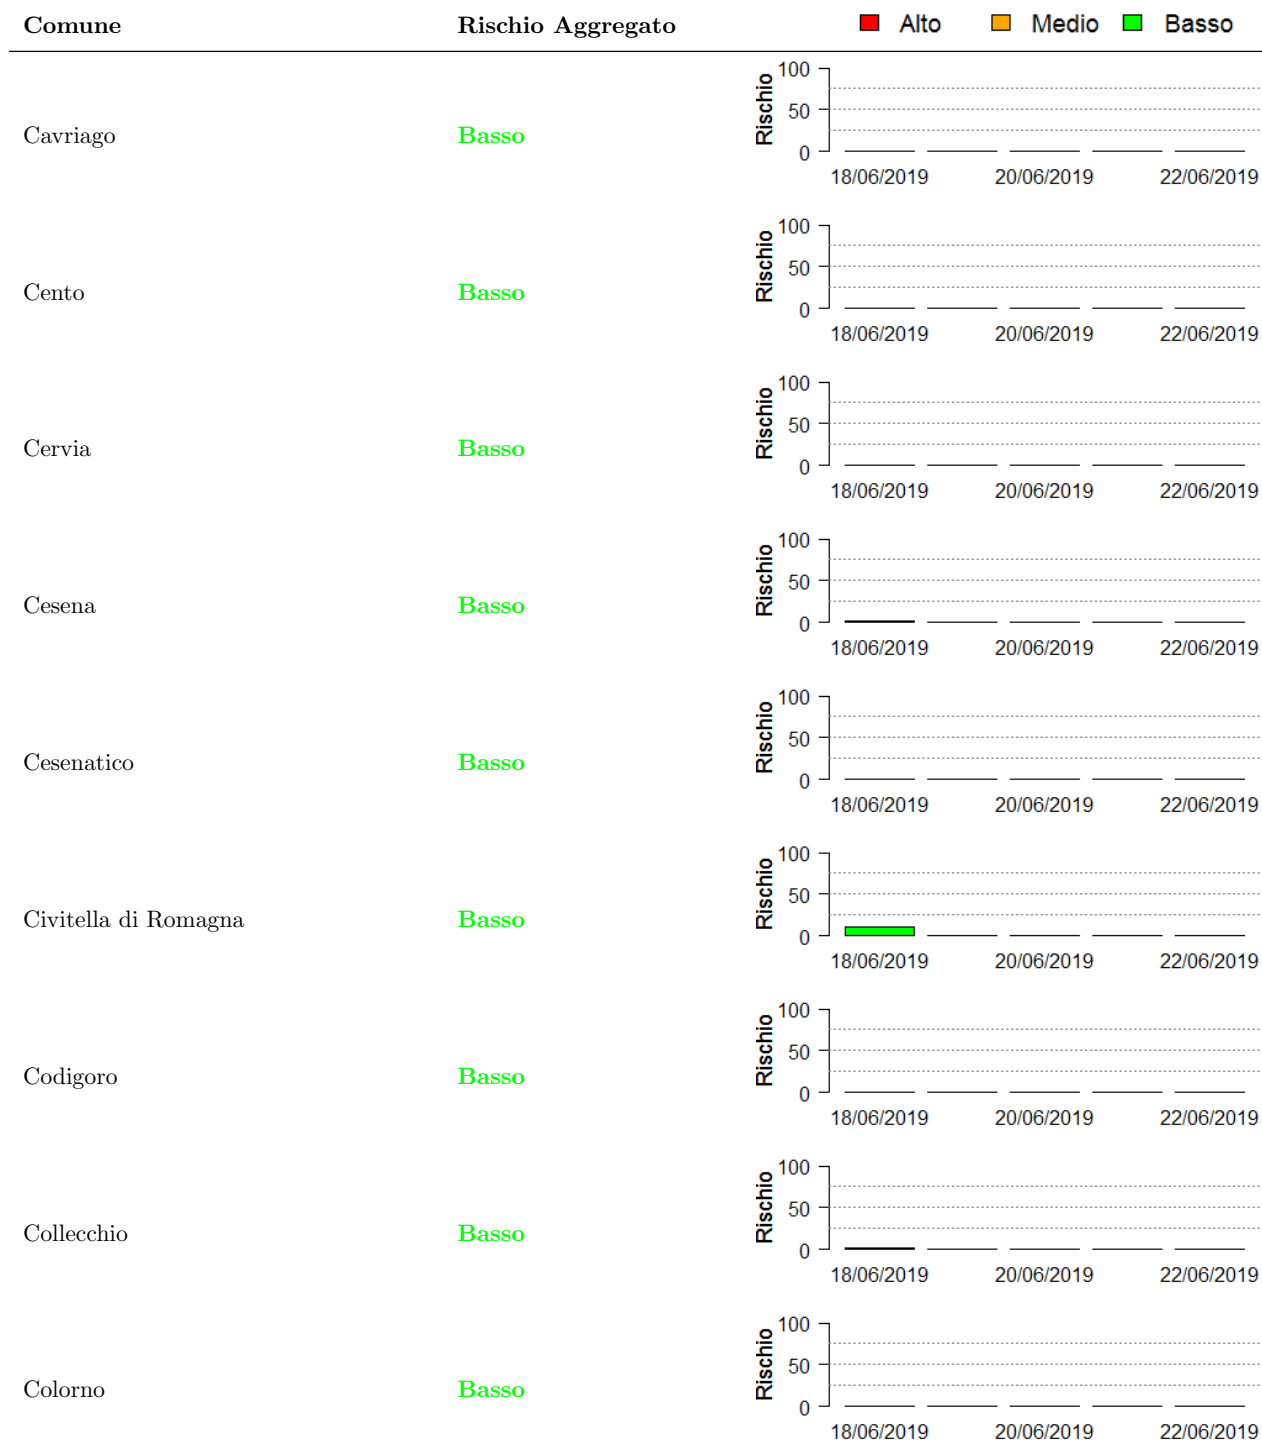 Comune Rischio Aggregato Alto Medio Basso
Cavriago Basso Rischio 100 50 0
18/06/2019 20/06/2019 22/06/2019
Cento Basso Rischio 100 50 0
18/06/2019 20/06/2019 22/06/2019
Cervia Basso Rischio 100 50 0
18/06/2019 20/06/2019 22/06/2019
Cesena Basso Rischio 100 50 0
18/06/2019 20/06/2019 22/06/2019
Cesenatico Basso Rischio 100 50 0
18/06/2019 20/06/2019 22/06/2019
Civitella di Romagna Basso Rischio 100 50 0
18/06/2019 20/06/2019 22/06/2019
Codigoro Basso Rischio 100 50 0
18/06/2019 20/06/2019 22/06/2019
Collecchio Basso Rischio 100 50 0
18/06/2019 20/06/2019 22/06/2019
Colorno Basso Rischio 100 50 0
18/06/2019 20/06/2019 22/06/2019